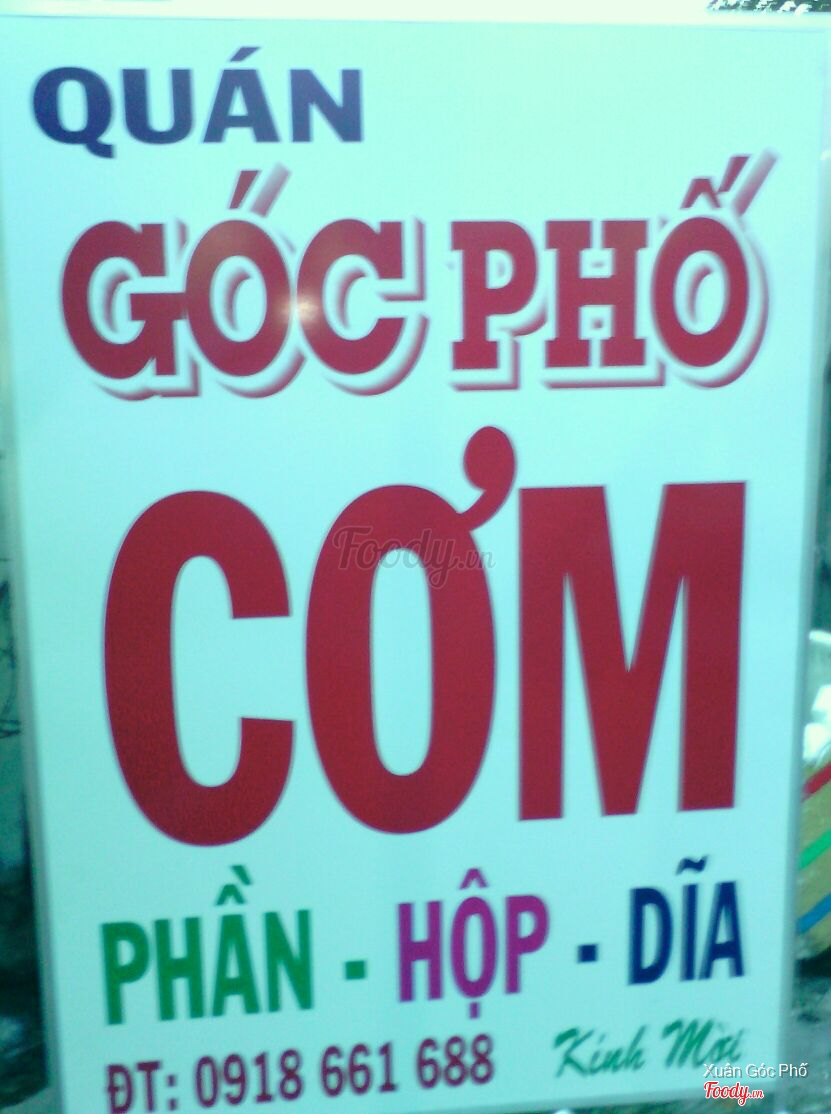 QUÁN
GÓC PHỐ
CƠM
Foody.vn
PHẦN - HỘP - DĨA
ĐT: 0918 661 688 Kính Mời
Xuân Góc Phố
Foody.vn